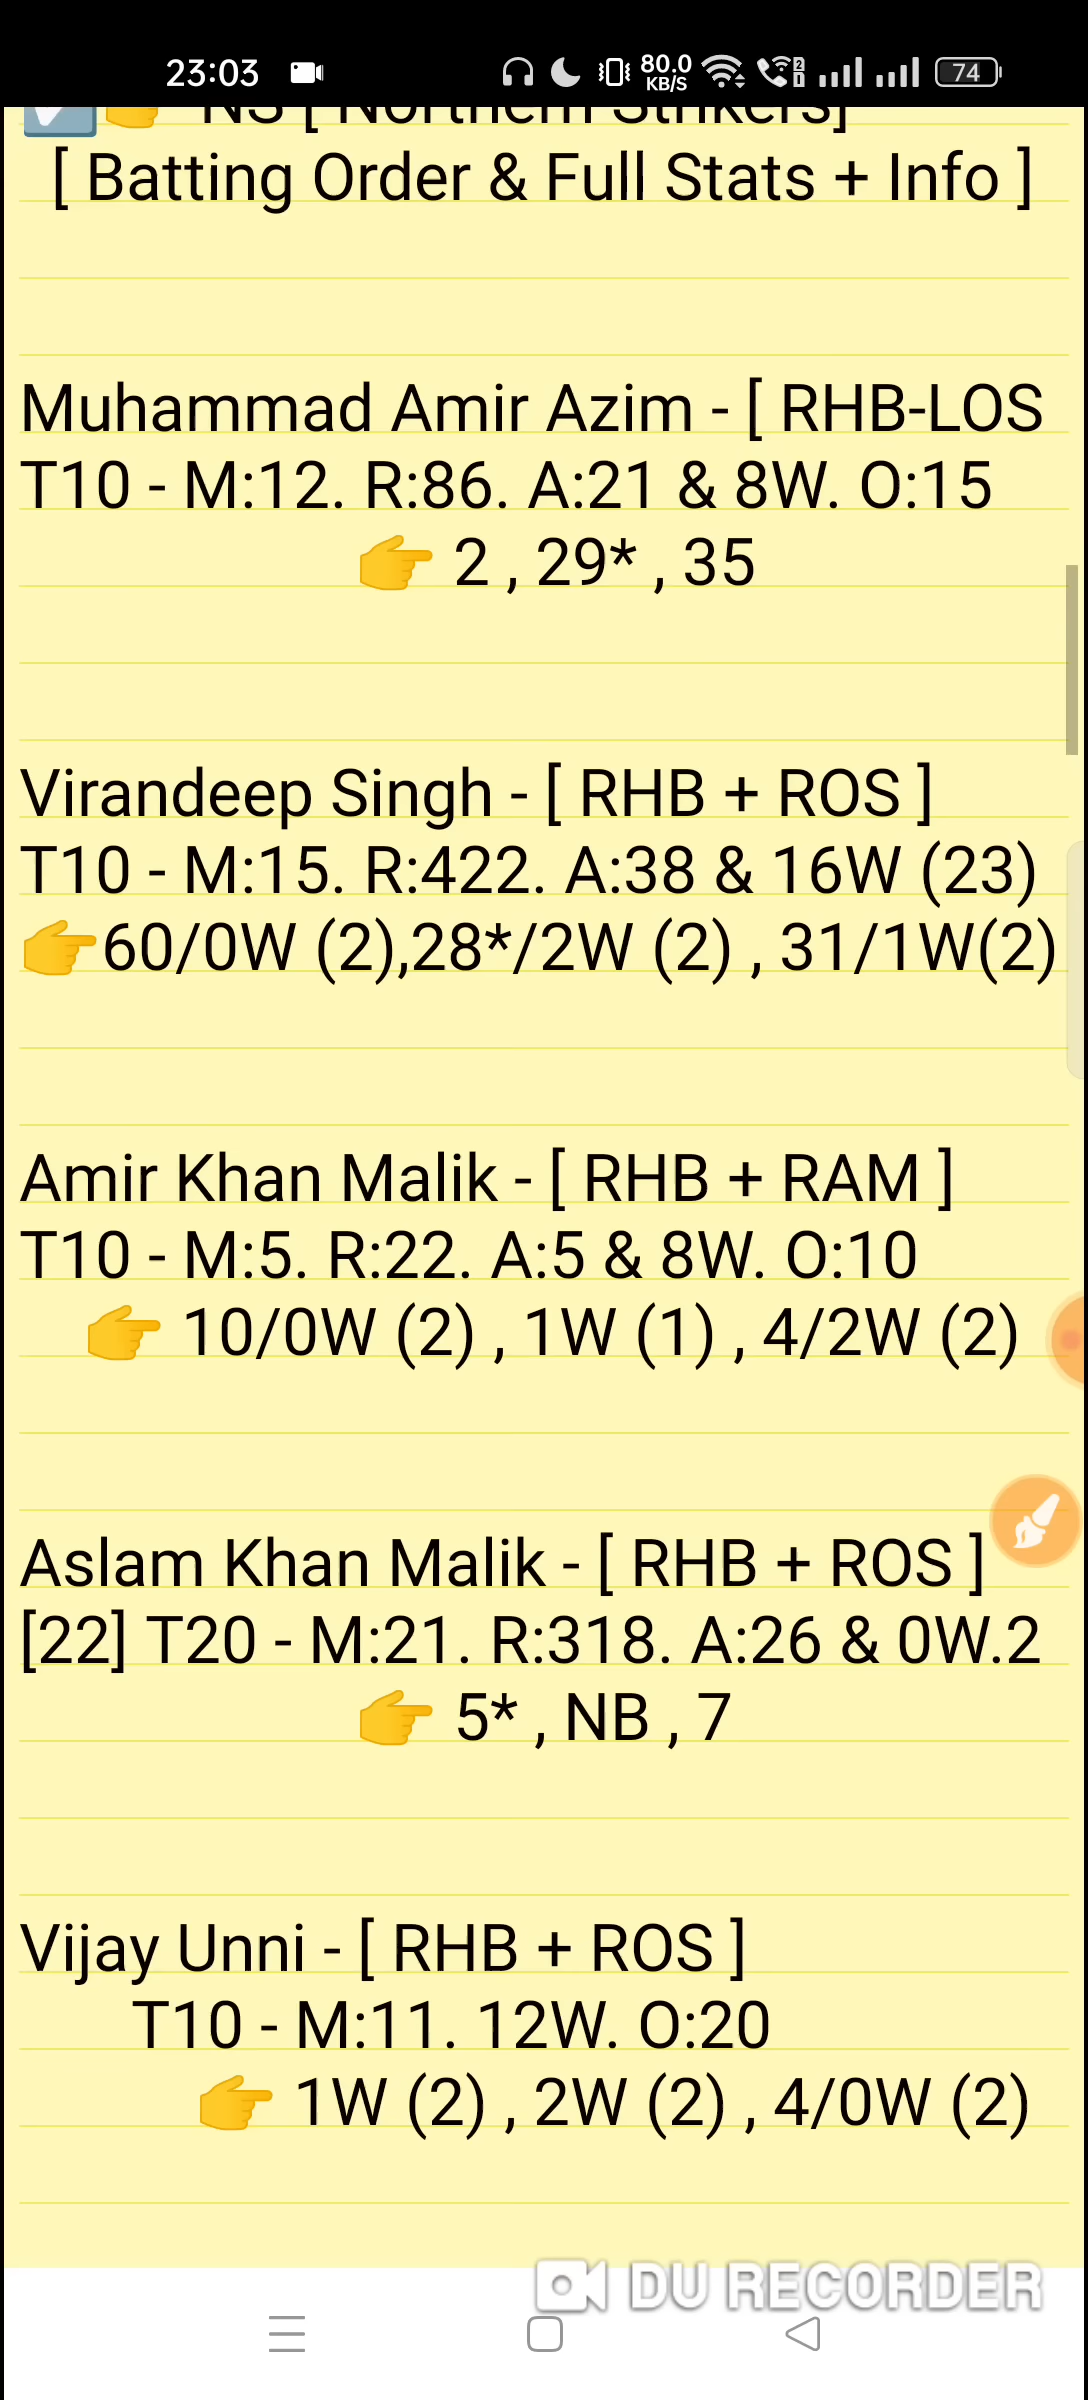 23:03 80.0 KB/S 2 1 74
NS [ Northern Strikers]
[ Batting Order & Full Stats + Info ]
Muhammad Amir Azim - [ RHB-LOS
T10 - M:12. R:86. A:21 & 8W. O:15
👉 2 , 29* , 35
Virandeep Singh - [ RHB + ROS ]
T10 - M:15. R:422. A:38 & 16W (23)
👉60/0W (2),28*/2W (2) , 31/1W(2)
Amir Khan Malik - [ RHB + RAM ]
T10 - M:5. R:22. A:5 & 8W. O:10
👉 10/0W (2) , 1W (1) , 4/2W (2)
Aslam Khan Malik - [ RHB + ROS ]
[22] T20 - M:21. R:318. A:26 & 0W.2
👉 5* , NB , 7
Vijay Unni - [ RHB + ROS ]
T10 - M:11. 12W. O:20
👉 1W (2) , 2W (2) , 4/0W (2)
DU RECORDER